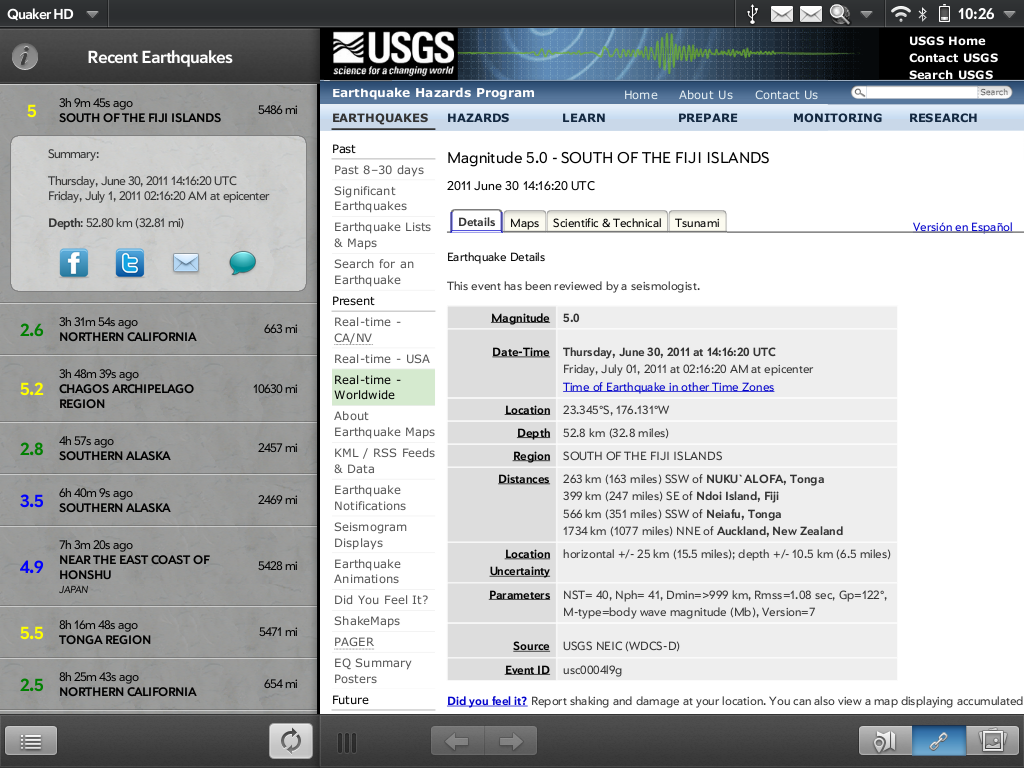 Quaker HD
10:26
Recent Earthquakes
5
3h 9m 45s ago
SOUTH OF THE FIJI ISLANDS
5486 mi
Summary:
Thursday, June 30, 2011 14:16:20 UTC
Friday, July 1, 2011 02:16:20 AM at epicenter
Depth: 52.80 km (32.81 mi)
2.6
3h 31m 54s ago
NORTHERN CALIFORNIA
663 mi
5.2
3h 48m 39s ago
CHAGOS ARCHIPELAGO
REGION
10630 mi
2.8
4h 57s ago
SOUTHERN ALASKA
2457 mi
3.5
6h 40m 9s ago
SOUTHERN ALASKA
2469 mi
4.9
7h 3m 20s ago
NEAR THE EAST COAST OF
HONSHU
JAPAN
5428 mi
5.5
8h 16m 48s ago
TONGA REGION
5471 mi
2.5
8h 25m 43s ago
NORTHERN CALIFORNIA
654 mi
USGS
science for a changing world
USGS Home
Contact USGS
Search USGS
Earthquake Hazards Program
Home About Us Contact Us
Search
EARTHQUAKES HAZARDS LEARN PREPARE MONITORING RESEARCH
Past
Past 8–30 days
Significant
Earthquakes
Earthquake Lists
& Maps
Search for an
Earthquake
Present
Real-time -
CA/NV
Real-time - USA
Real-time -
Worldwide
About
Earthquake Maps
KML / RSS Feeds
& Data
Earthquake
Notifications
Seismogram
Displays
Earthquake
Animations
Did You Feel It?
ShakeMaps
PAGER
EQ Summary
Posters
Future
Magnitude 5.0 - SOUTH OF THE FIJI ISLANDS
2011 June 30 14:16:20 UTC
Details Maps Scientific & Technical Tsunami
Versión en Español
Earthquake Details
This event has been reviewed by a seismologist.
Magnitude 5.0
Date-Time Thursday, June 30, 2011 at 14:16:20 UTC
Friday, July 01, 2011 at 02:16:20 AM at epicenter
Time of Earthquake in other Time Zones
Location 23.345°S, 176.131°W
Depth 52.8 km (32.8 miles)
Region SOUTH OF THE FIJI ISLANDS
Distances 263 km (163 miles) SSW of NUKU`ALOFA, Tonga
399 km (247 miles) SE of Ndoi Island, Fiji
566 km (351 miles) SSW of Neiafu, Tonga
1734 km (1077 miles) NNE of Auckland, New Zealand
Location horizontal +/- 25 km (15.5 miles); depth +/- 10.5 km (6.5 miles)
Uncertainty
Parameters NST= 40, Nph= 41, Dmin=>999 km, Rmss=1.08 sec, Gp=122°,
M-type=body wave magnitude (Mb), Version=7
Source USGS NEIC (WDCS-D)
Event ID usc0004l9g
Did you feel it? Report shaking and damage at your location. You can also view a map displaying accumulated